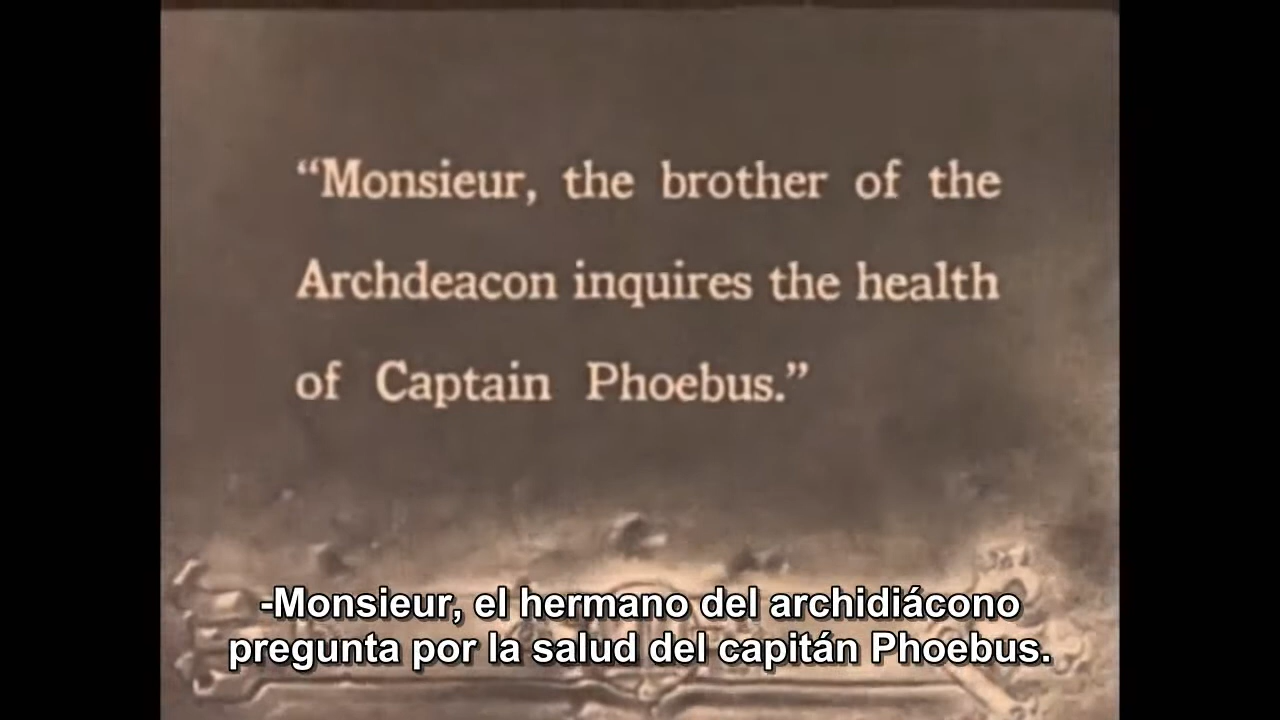 “Monsieur, the brother of the
Archdeacon inquires the health
of Captain Phoebus.”
-Monsieur, el hermano del archidiácono
pregunta por la salud del capitán Phoebus.